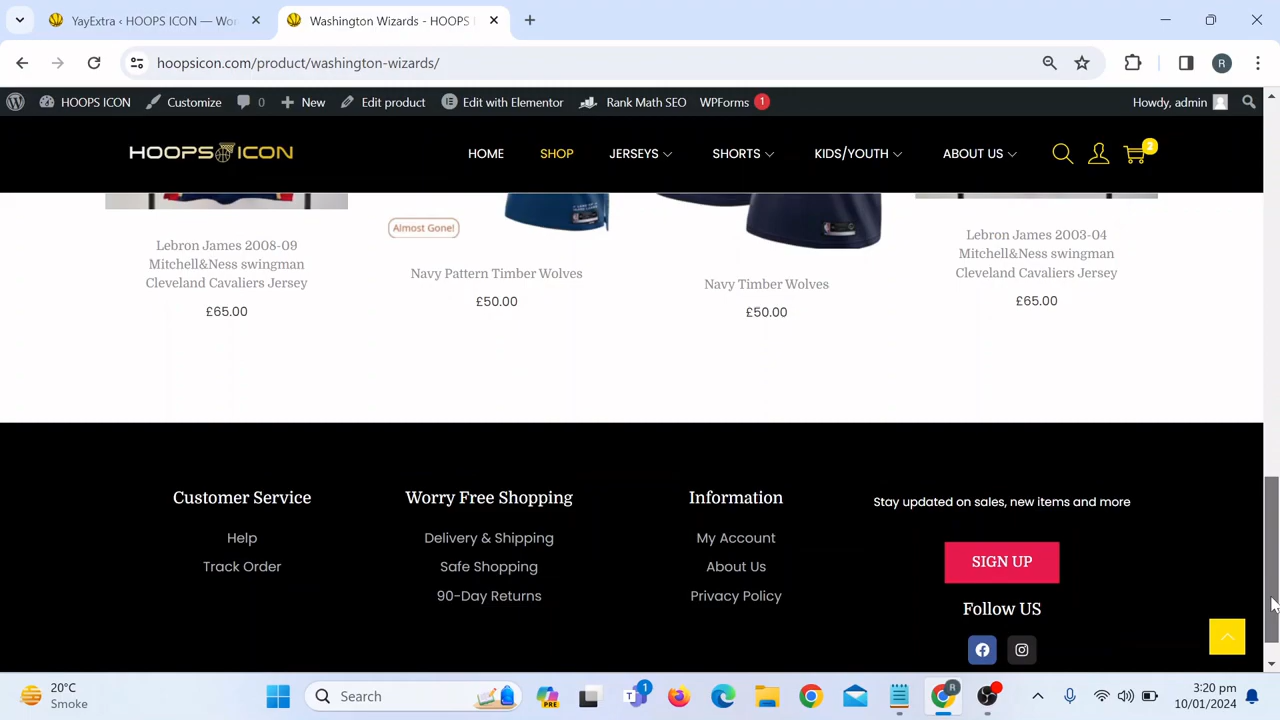 YayExtra ‹ HOOPS ICON — Wor
Washington Wizards - HOOPS I
hoopsicon.com/product/washington-wizards/
R
HOOPS ICON
Customize
0
New
Edit product
Edit with Elementor
Rank Math SEO
WPForms 1
Howdy, admin
HOOPS ICON
HOME
SHOP
JERSEYS
SHORTS
KIDS/YOUTH
ABOUT US
2
Almost Gone!
Lebron James 2008-09
Mitchell&Ness swingman
Cleveland Cavaliers Jersey
£65.00
Navy Pattern Timber Wolves
£50.00
Navy Timber Wolves
£50.00
Lebron James 2003-04
Mitchell&Ness swingman
Cleveland Cavaliers Jersey
£65.00
Customer Service
Help
Track Order
Worry Free Shopping
Delivery & Shipping
Safe Shopping
90-Day Returns
Information
My Account
About Us
Privacy Policy
Stay updated on sales, new items and more
SIGN UP
Follow US
20°C
Smoke
Search
PRE
1
R
3:20 pm
10/01/2024